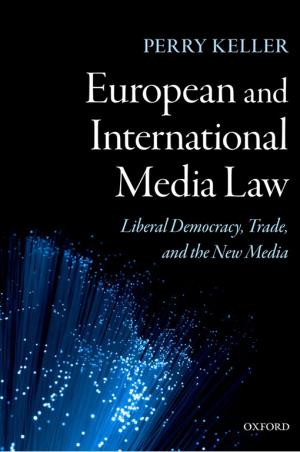 PERRY KELLER
European and
International
Media Law
Liberal Democracy, Trade,
and the New Media
OXFORD